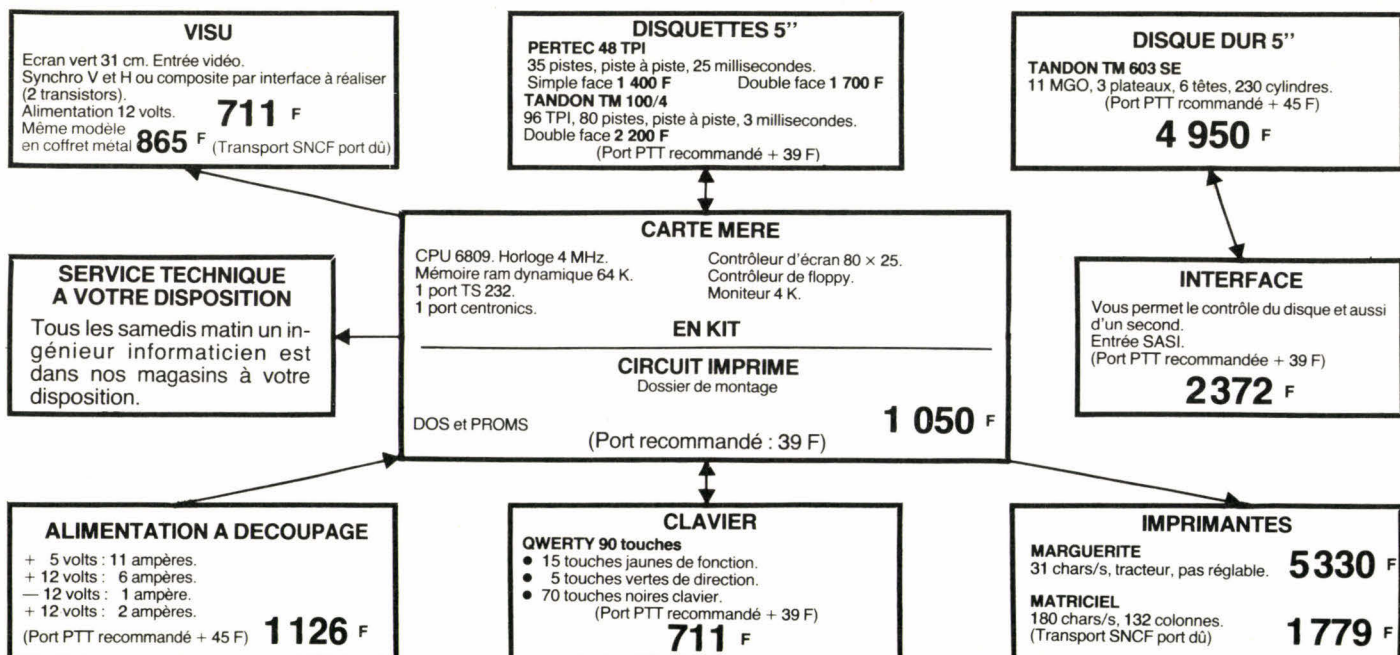 VISU
Ecran vert 31 cm. Entrée vidéo.
Synchro V et H ou composite par interface à réaliser
(2 transistors).
Alimentation 12 volts. 711 F
Même modèle
en coffret métal 865 F (Transport SNCF port dû)
DISQUETTES 5''
PERTEC 48 TPI
35 pistes, piste à piste, 25 millisecondes.
Simple face 1 400 F Double face 1 700 F
TANDON TM 100/4
96 TPI, 80 pistes, piste à piste, 3 millisecondes.
Double face 2 200 F
(Port PTT recommandé + 39 F)
DISQUE DUR 5''
TANDON TM 603 SE
11 MGO, 3 plateaux, 6 têtes, 230 cylindres.
(Port PTT rcommandé + 45 F)
4 950 F
SERVICE TECHNIQUE
A VOTRE DISPOSITION
Tous les samedis matin un in-
génieur informaticien est
dans nos magasins à votre
disposition.
CARTE MERE
CPU 6809. Horloge 4 MHz.
Mémoire ram dynamique 64 K.
1 port TS 232.
1 port centronics.
Contrôleur d'écran 80 × 25.
Contrôleur de floppy.
Moniteur 4 K.
EN KIT
CIRCUIT IMPRIME
Dossier de montage
DOS et PROMS 1 050 F
(Port recommandé : 39 F)
INTERFACE
Vous permet le contrôle du disque et aussi
d'un second.
Entrée SASI.
(Port PTT recommandée + 39 F)
2372 F
ALIMENTATION A DECOUPAGE
+ 5 volts : 11 ampères.
+ 12 volts : 6 ampères.
— 12 volts : 1 ampère.
+ 12 volts : 2 ampères.
(Port PTT recommandé + 45 F) 1126 F
CLAVIER
QWERTY 90 touches
● 15 touches jaunes de fonction.
● 5 touches vertes de direction.
● 70 touches noires clavier.
(Port PTT recommandé + 39 F)
711 F
IMPRIMANTES
MARGUERITE
31 chars/s, tracteur, pas réglable. 5330 F
MATRICIEL
180 chars/s, 132 colonnes.
(Transport SNCF port dû) 1779 F